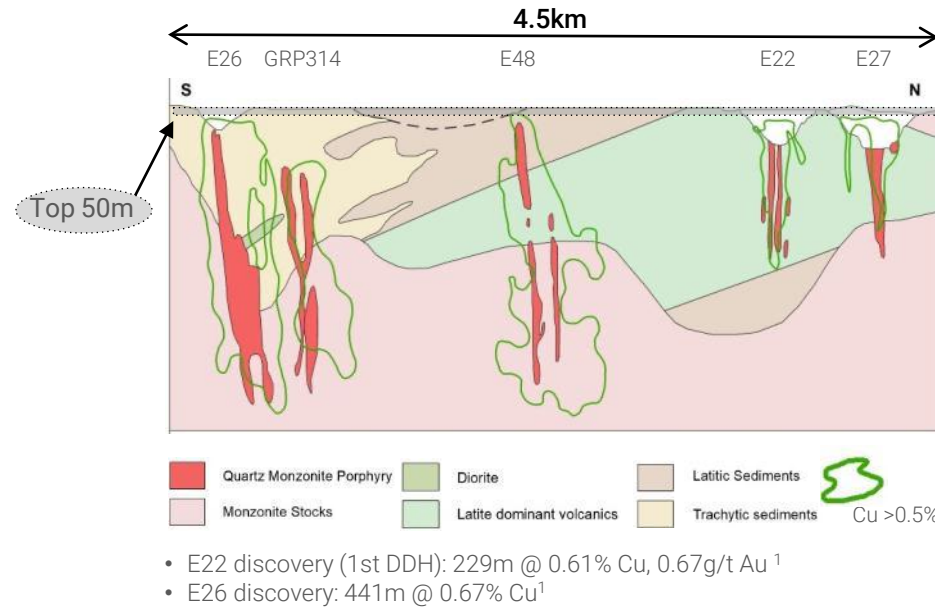 4.5km
E26 GRP314 E48 E22 E27
S N
Top 50m
Quartz Monzonite Porphyry Diorite Latitic Sediments
Monzonite Stocks Latite dominant volcanics Trachytic sediments Cu >0.5%
• E22 discovery (1st DDH): 229m @ 0.61% Cu, 0.67g/t Au ¹
• E26 discovery: 441m @ 0.67% Cu¹